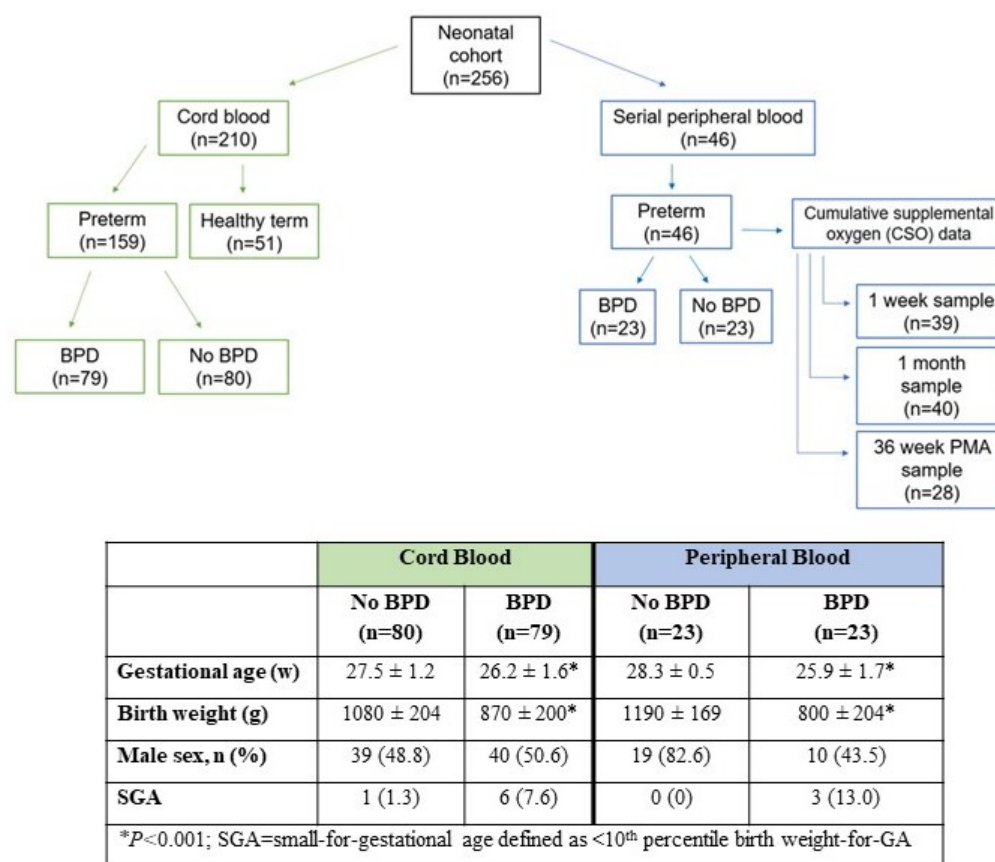 Neonatal
cohort
(n=256)
Cord blood
(n=210)
Serial peripheral blood
(n=46)
Preterm
(n=159)
Healthy term
(n=51)
Preterm
(n=46)
Cumulative supplemental
oxygen (CSO) data
BPD
(n=79)
No BPD
(n=80)
BPD
(n=23)
No BPD
(n=23)
1 week sample
(n=39)
1 month
sample
(n=40)
36 week PMA
sample
(n=28)
Cord Blood Peripheral Blood
No BPD BPD No BPD BPD
(n=80) (n=79) (n=23) (n=23)
Gestational age (w) 27.5 ± 1.2 26.2 ± 1.6* 28.3 ± 0.5 25.9 ± 1.7*
Birth weight (g) 1080 ± 204 870 ± 200* 1190 ± 169 800 ± 204*
Male sex, n (%) 39 (48.8) 40 (50.6) 19 (82.6) 10 (43.5)
SGA 1 (1.3) 6 (7.6) 0 (0) 3 (13.0)
*P<0.001; SGA=small-for-gestational age defined as <10th percentile birth weight-for-GA